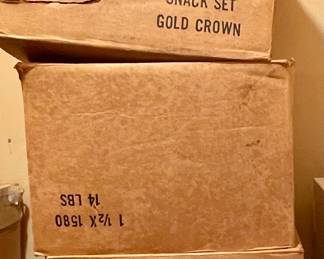 SNACK SET
GOLD CROWN
1 1/2 X 1580
14 LBS